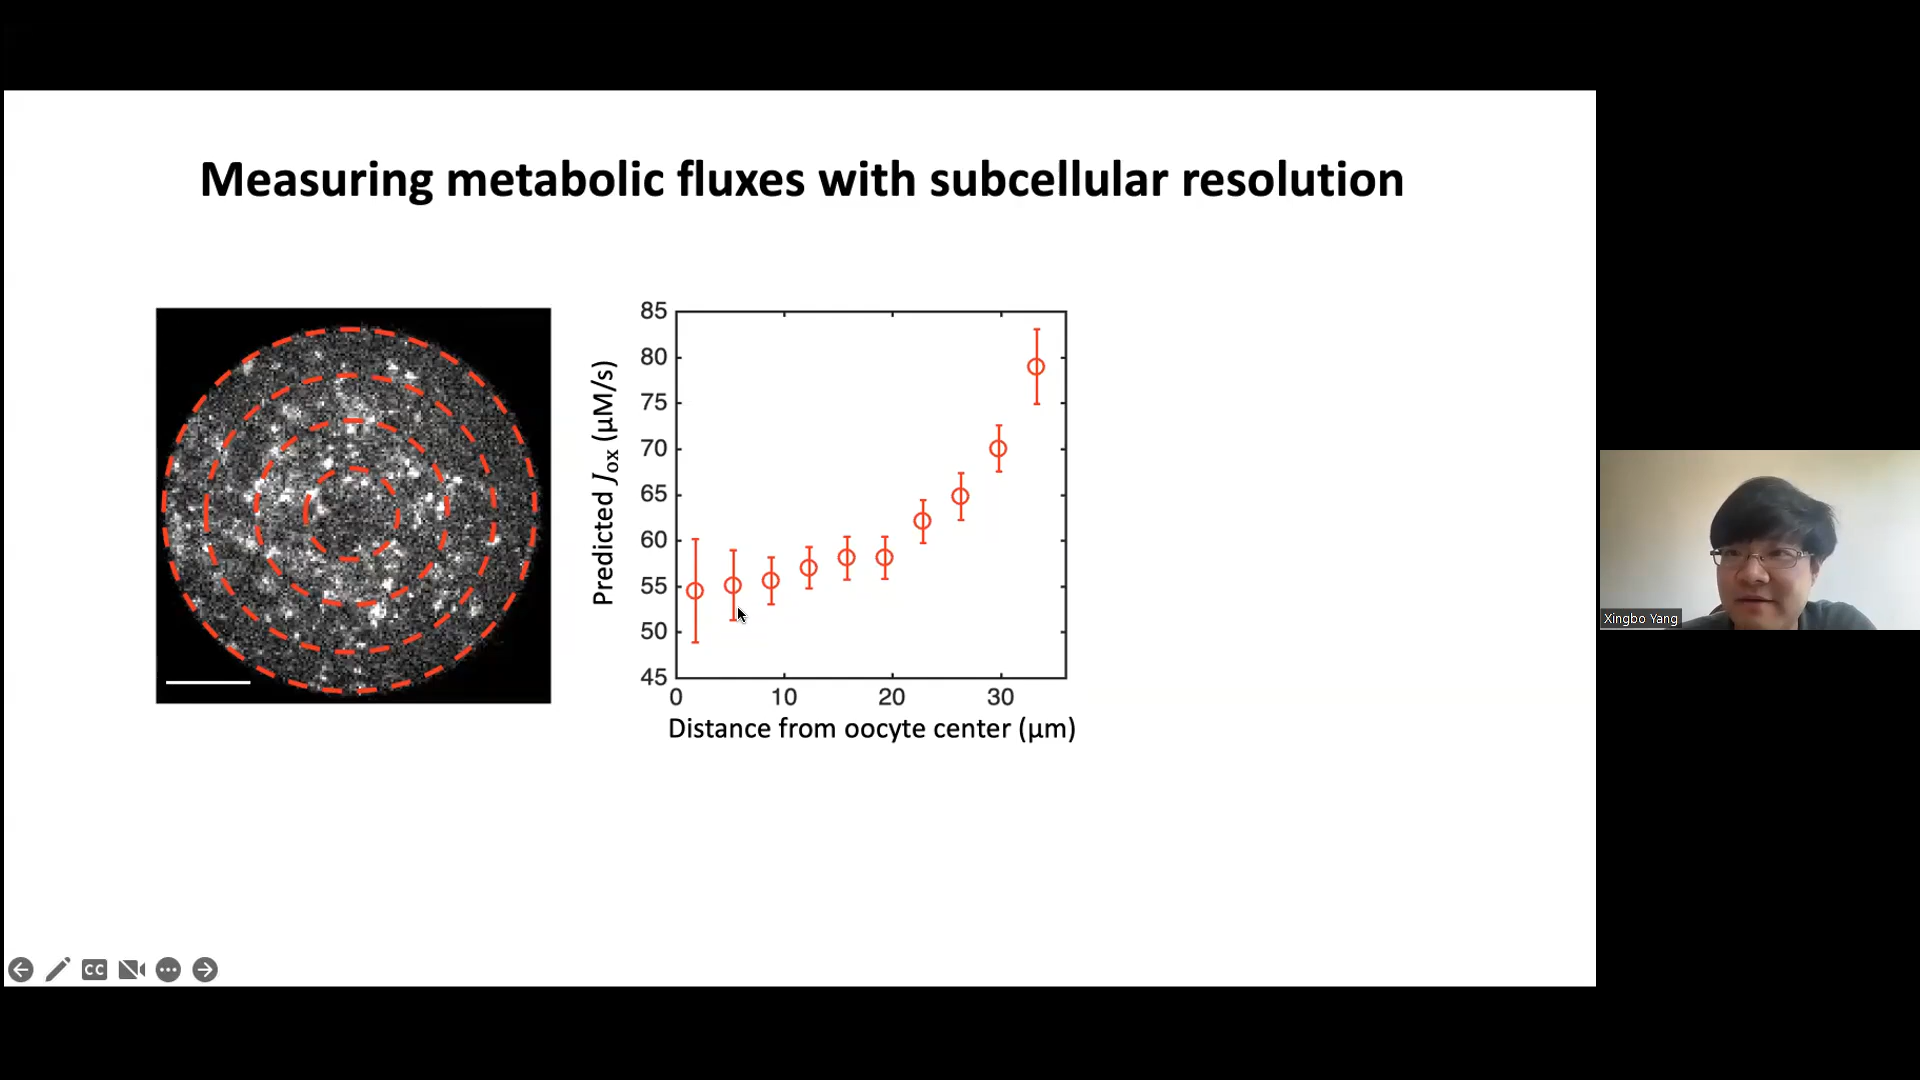 Measuring metabolic fluxes with subcellular resolution
85
80
75
70
65
60
55
50
45
0 10 20 30
Predicted J_ox (μM/s)
Distance from oocyte center (μm)
Xingbo Yang
CC